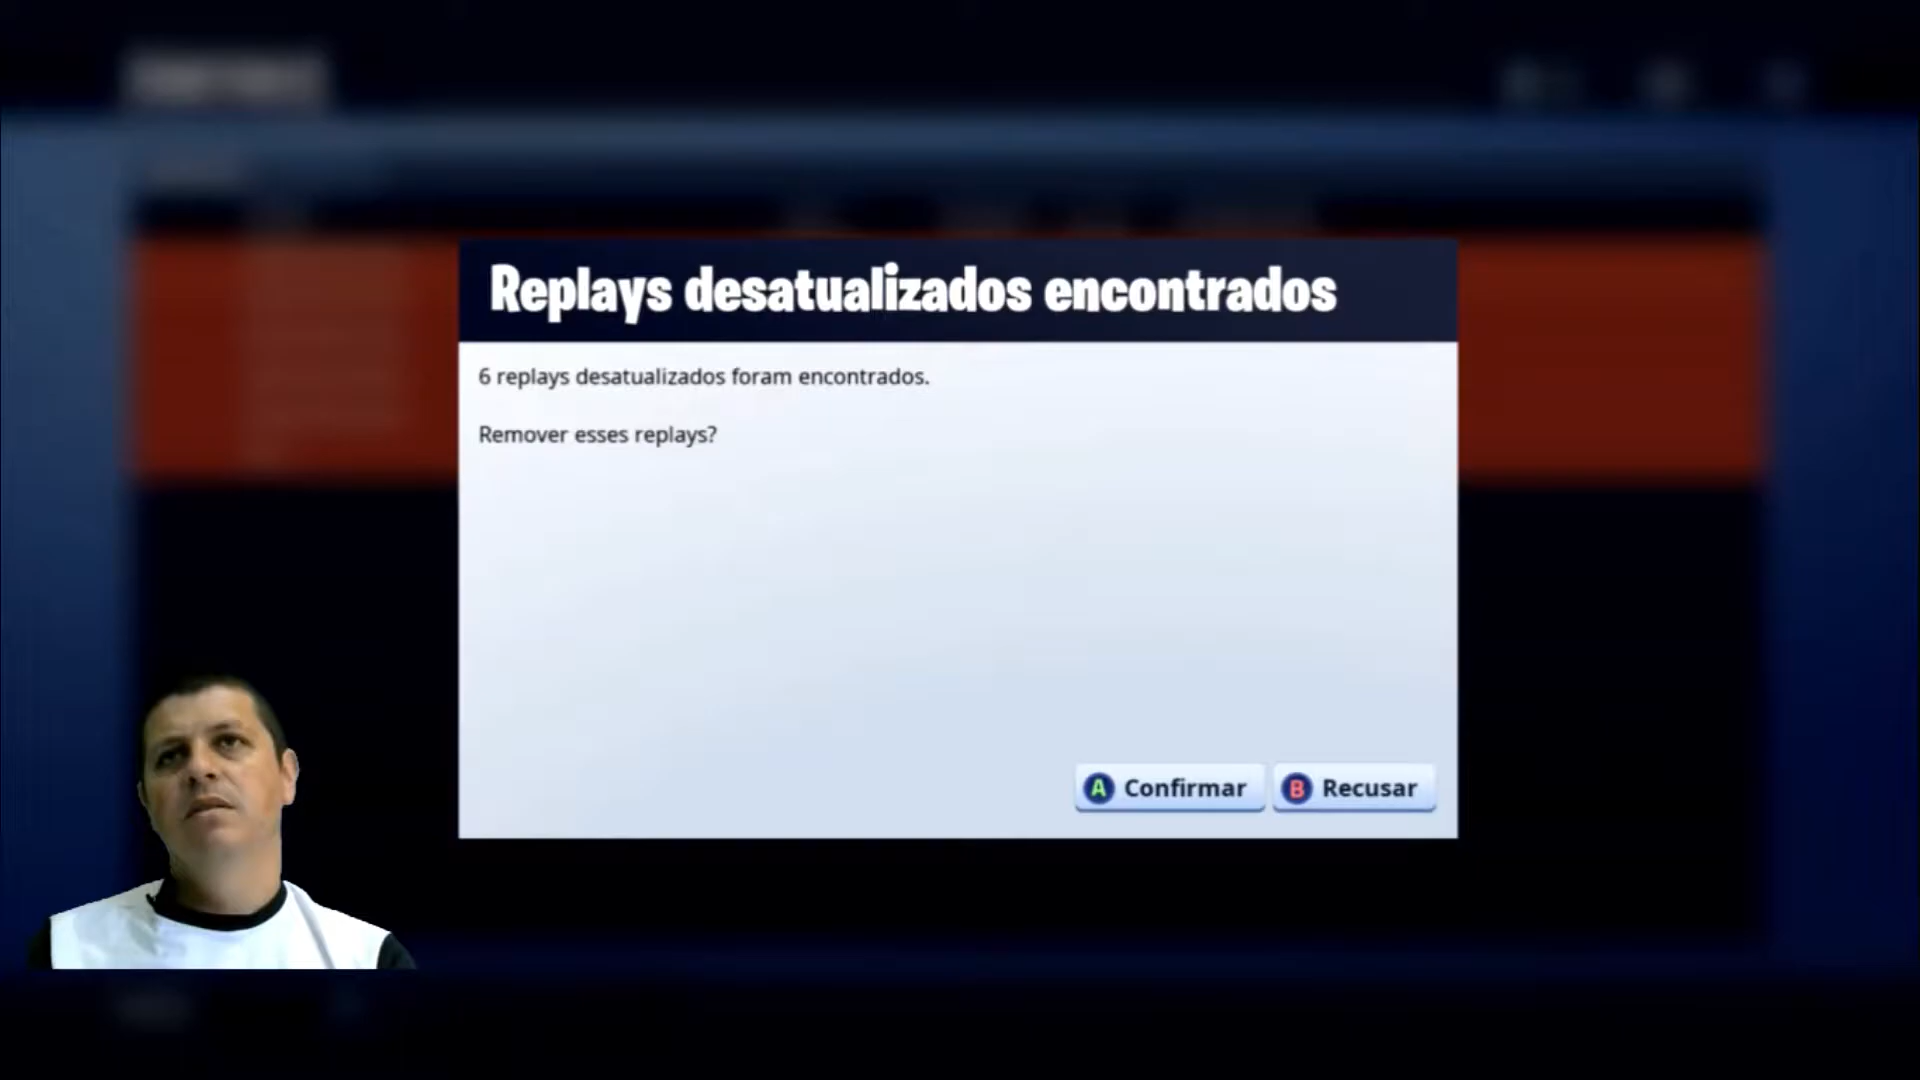 Replays desatualizados encontrados
6 replays desatualizados foram encontrados.
Remover esses replays?
A Confirmar
B Recusar